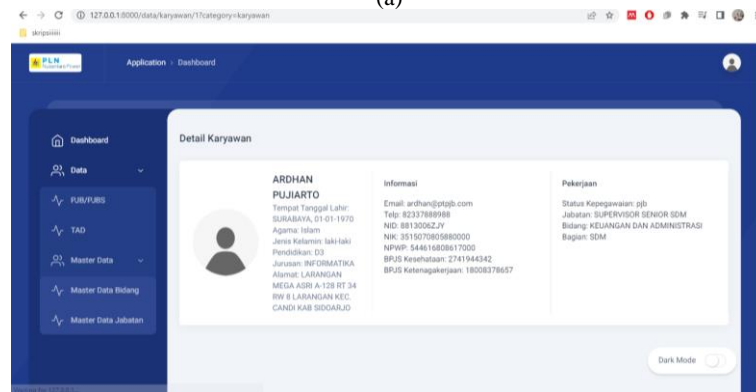 (a)
127.0.0.1:8000/data/karyawan/1?category=karyawan
skripsiiiii
PLN
Nusantara Power
Application > Dashboard
Dashboard
Data
PJB/PJBS
TAD
Master Data
Master Data Bidang
Master Data Jabatan
Detail Karyawan
ARDHAN
PUJIARTO
Tempat Tanggal Lahir:
SURABAYA, 01-01-1970
Agama: Islam
Jenis Kelamin: laki-laki
Pendidikan: D3
Jurusan: INFORMATIKA
Alamat: LARANGAN
MEGA ASRI A-128 RT 34
RW 8 LARANGAN KEC.
CANDI KAB SIDOARJO
Informasi
Email: ardhan@ptpjb.com
Telp: 82337888988
NID: 8813006ZJY
NIK: 3515070805880000
NPWP: 544616808617000
BPJS Kesehataan: 2741944342
BPJS Ketenagakerjaan: 18008378657
Pekerjaan
Status Kepegawaian: pjb
Jabatan: SUPERVISOR SENIOR SDM
Bidang: KEUANGAN DAN ADMINISTRASI
Bagian: SDM
Dark Mode